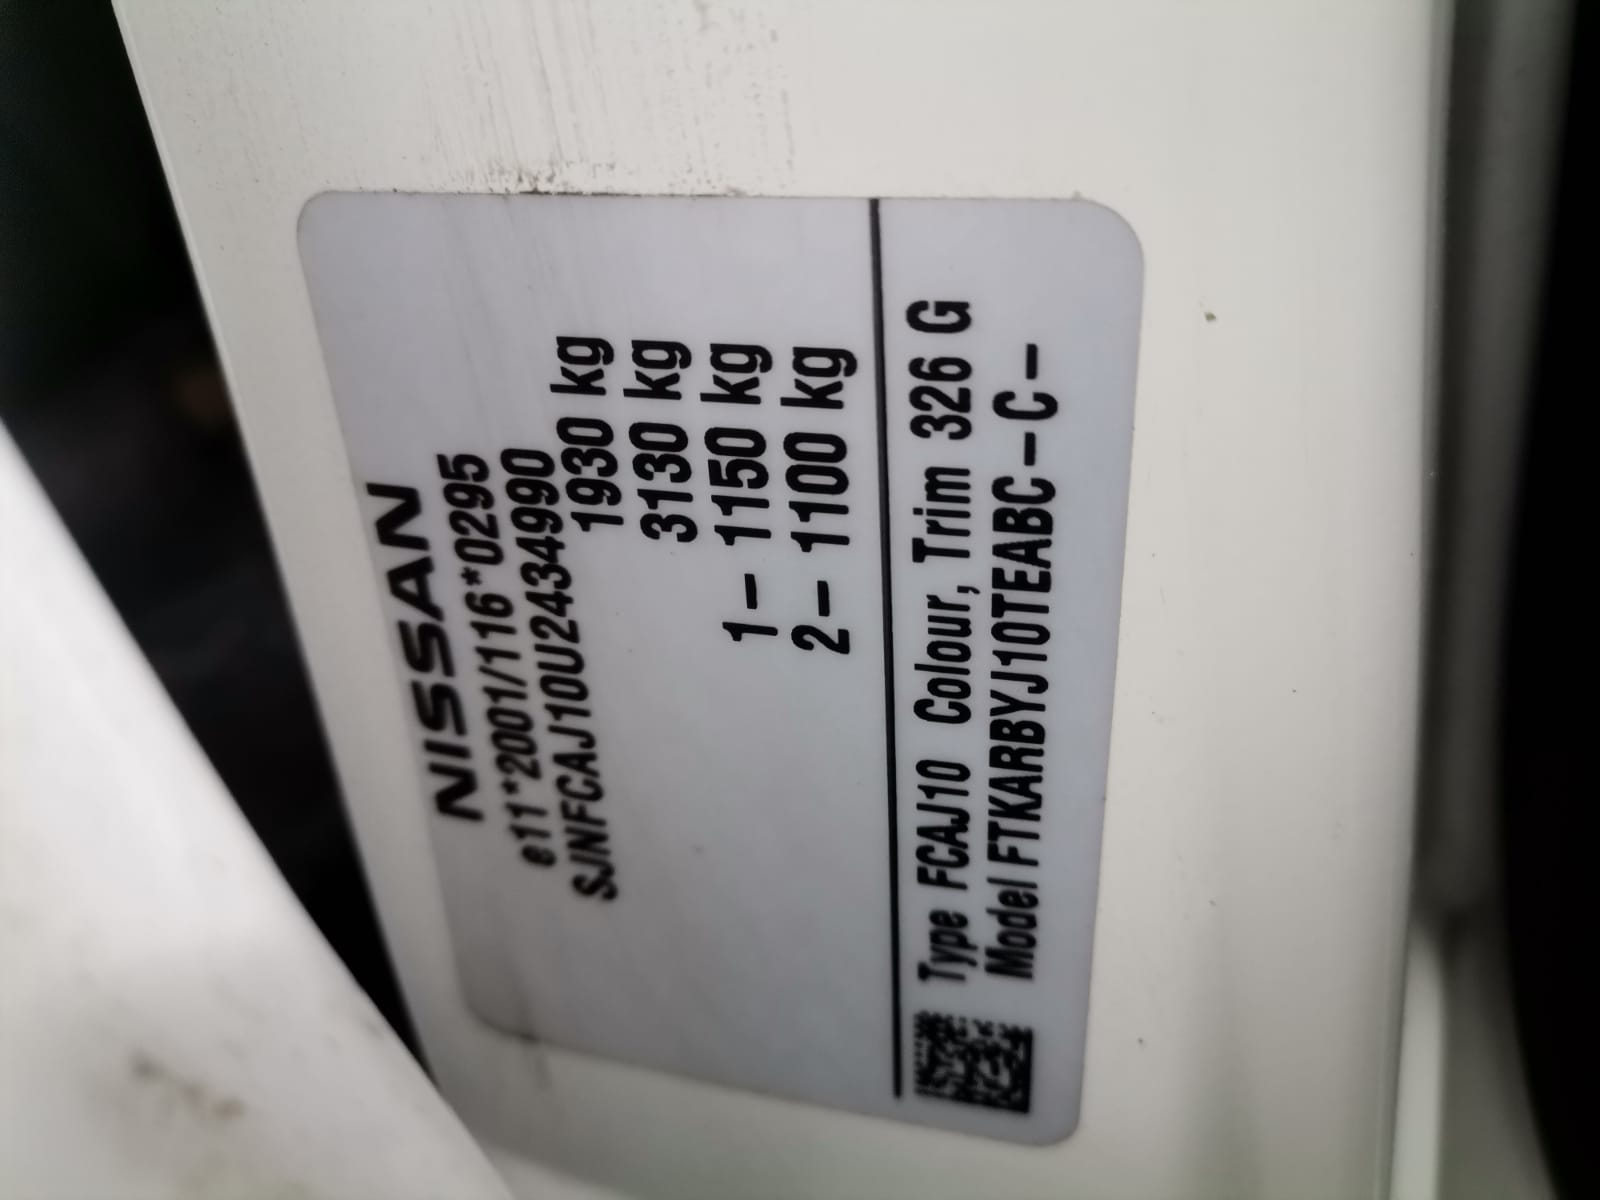 NISSAN
e11*2001/116*0295
SJNFCAJ10U2434990
1930 kg
3130 kg
1– 1150 kg
2– 1100 kg
Type FCAJ10 Colour, Trim 326 G
Model FTKARBYJ10TEABC – C –